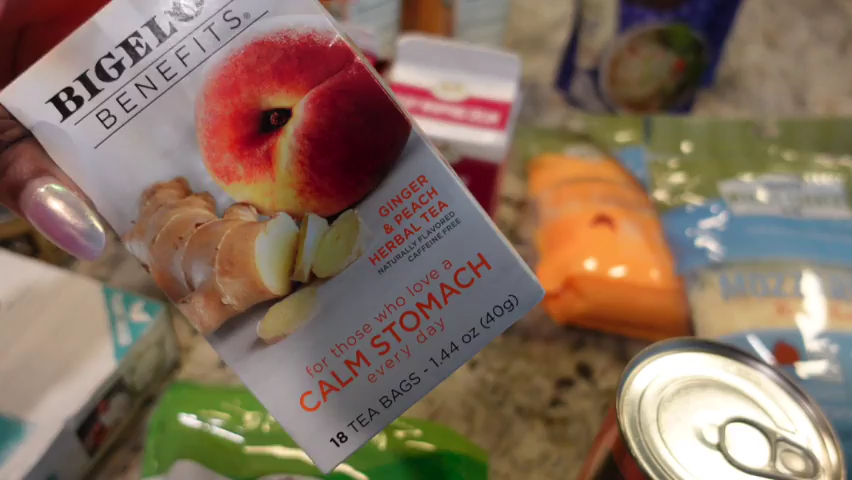 BIGELO
BENEFITS®
GINGER
& PEACH
HERBAL TEA
NATURALLY FLAVORED
CAFFEINE FREE
for those who love a
CALM STOMACH
every day
18 TEA BAGS - 1.44 oz (40g)